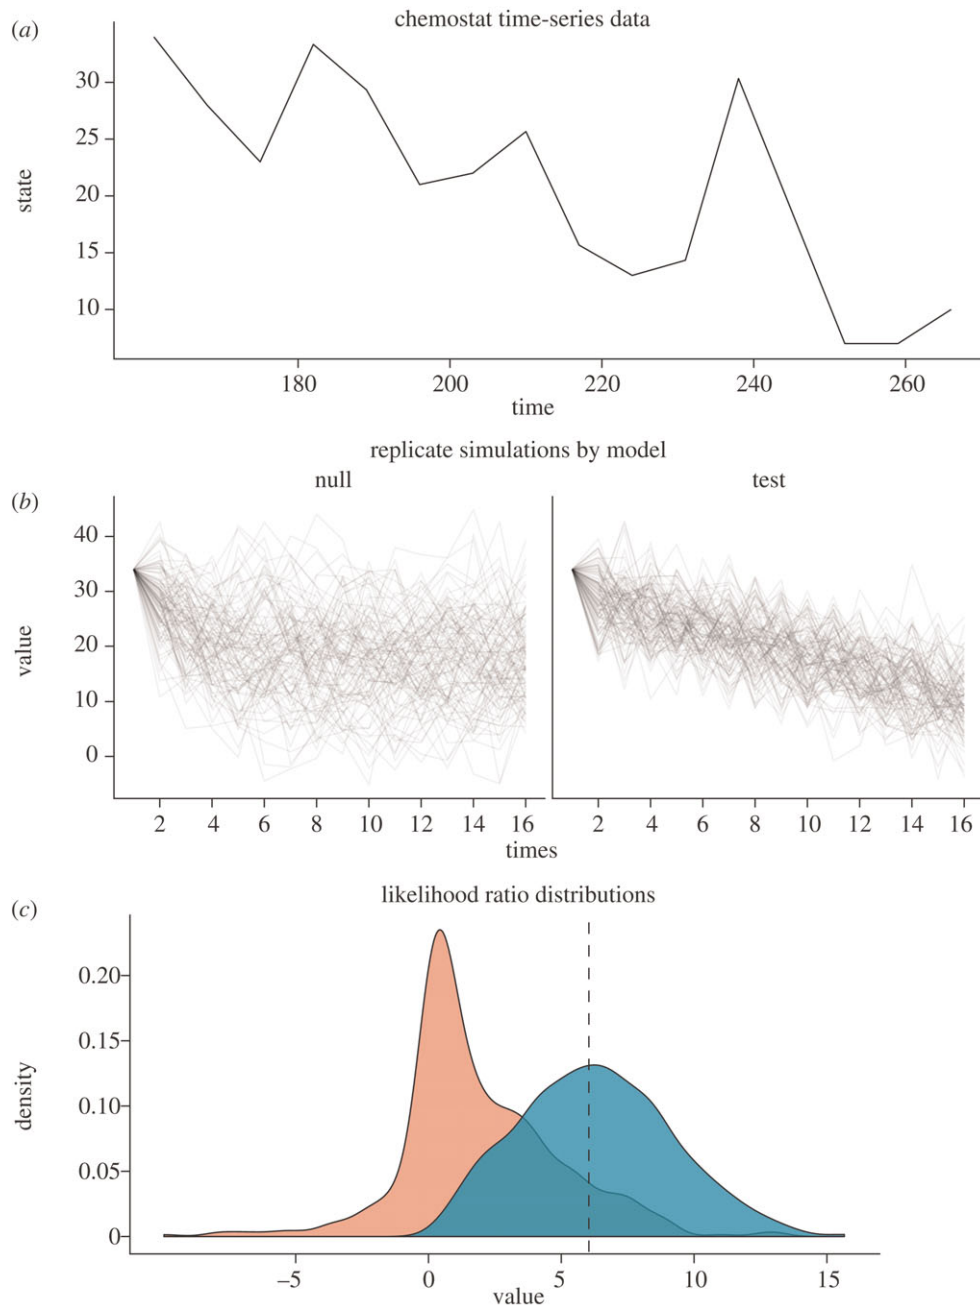 (a)
chemostat time-series data
30
25
20
15
10
state
180 200 220 240 260
time
replicate simulations by model
(b)
null test
40
30
20
10
0
value
2 4 6 8 10 12 14 16 2 4 6 8 10 12 14 16
times
(c)
likelihood ratio distributions
0.20
0.15
0.10
0.05
0
density
–5 0 5 10 15
value